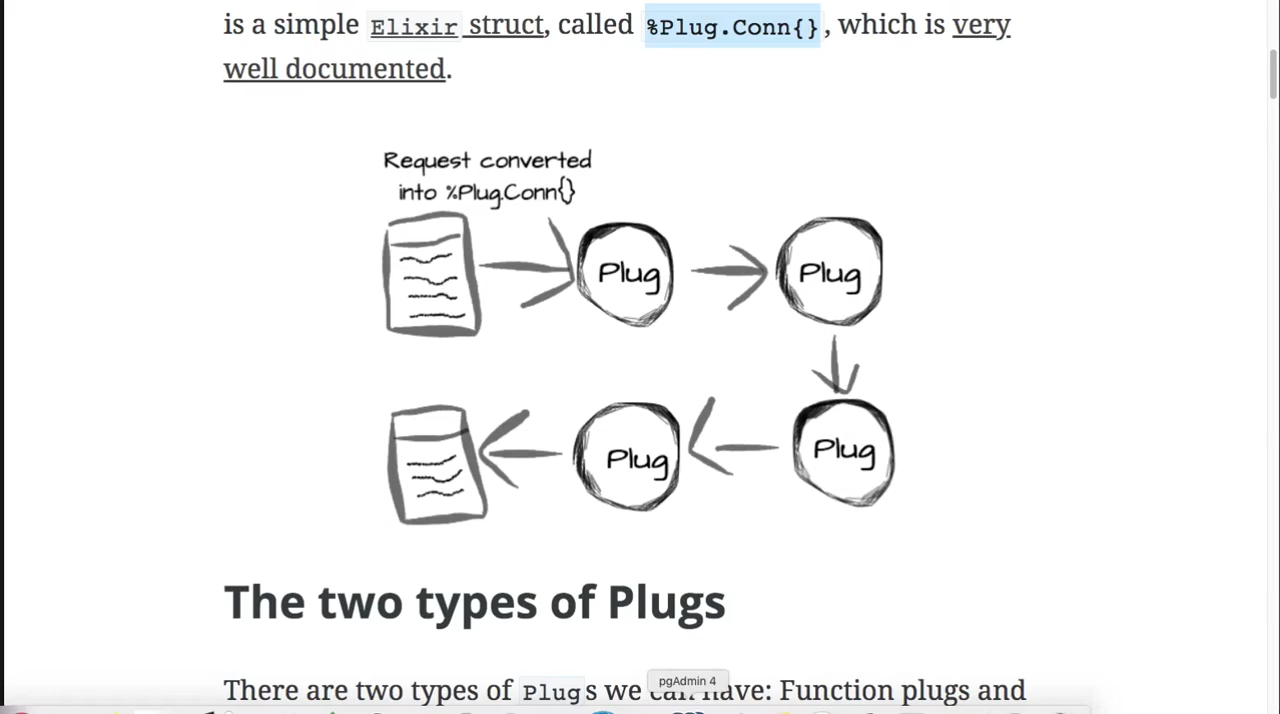 is a simple Elixir struct, called %Plug.Conn{}, which is very
well documented.
Request converted
into %Plug.Conn{}
Plug
Plug
Plug
Plug
The two types of Plugs
There are two types of Plugs we can have: Function plugs and
pgAdmin 4